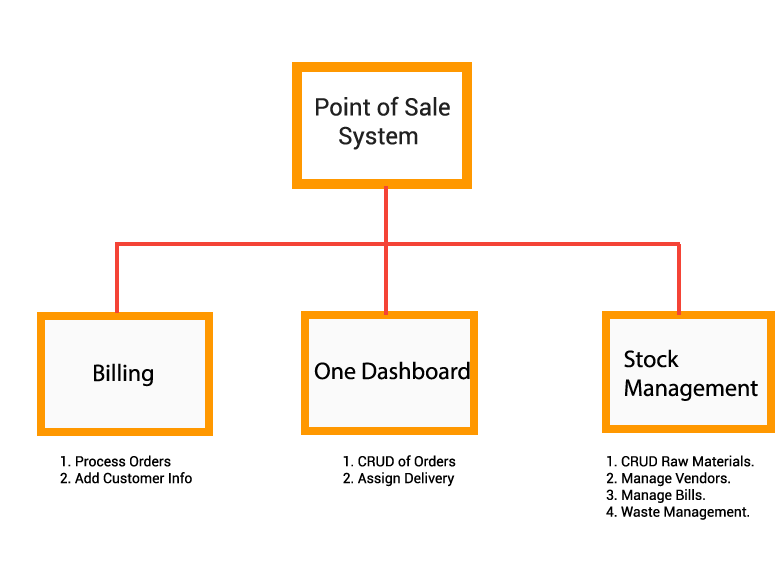 Point of Sale
System
Billing
One Dashboard
Stock
Management
1. Process Orders
2. Add Customer Info
1. CRUD of Orders
2. Assign Delivery
1. CRUD Raw Materials.
2. Manage Vendors.
3. Manage Bills.
4. Waste Management.